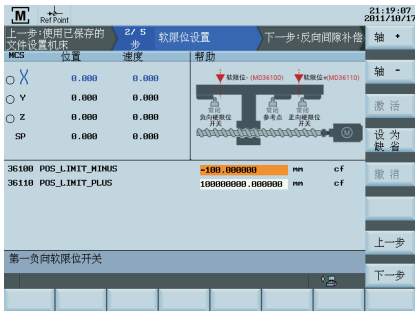 M
Ref Point
21:19:07
2011/10/17
上一步:使用已保存的文件设置机床
2/ 5 步
软限位设置
下一步:反向间隙补偿
轴 +
MCS 位置 速度
帮助
X 0.000 0.000
软限位- (MD36100)
软限位+(MD36110)
轴 -
Y 0.000 0.000
激活
Z 0.000 0.000
常闭
负向硬限位开关
常闭
参考点
常闭
正向硬限位开关
SP 0.000 0.000
M
设为缺省
36100 POS_LIMIT_MINUS -100.000000 mm cf
撤消
36110 POS_LIMIT_PLUS 100000000.000000 mm cf
上一步
第一负向软限位开关
下一步